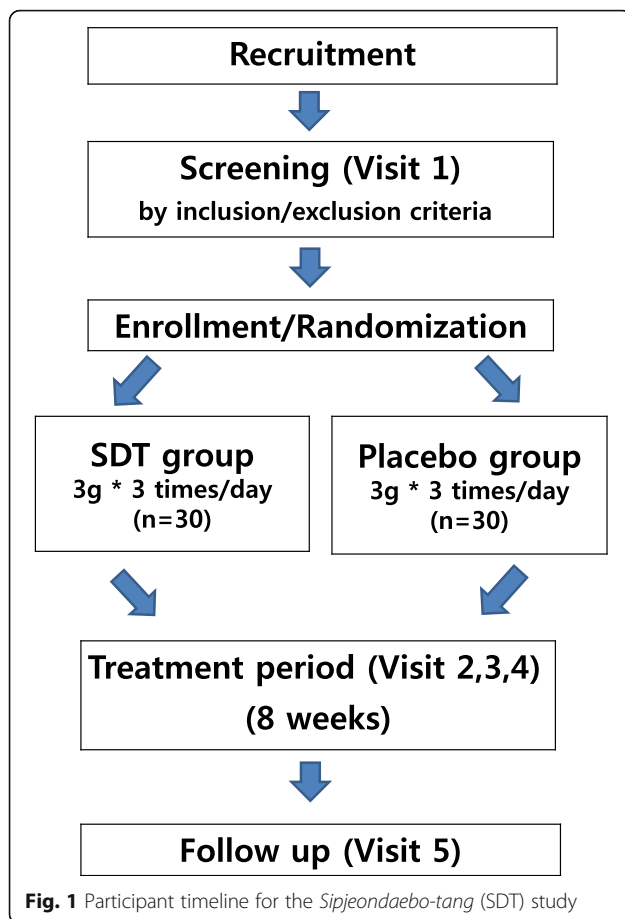 Recruitment
Screening (Visit 1)
by inclusion/exclusion criteria
Enrollment/Randomization
SDT group
3g * 3 times/day
(n=30)
Placebo group
3g * 3 times/day
(n=30)
Treatment period (Visit 2,3,4)
(8 weeks)
Follow up (Visit 5)
Fig. 1 Participant timeline for the Sipjeondaebo-tang (SDT) study